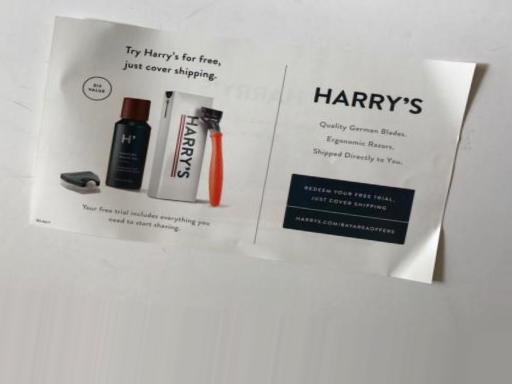 Try Harry's for free,
just cover shipping.
$13
VALUE
H'
HARRY'S
Your free trial includes everything you
need to start shaving.
HARRY'S
Quality German Blades.
Ergonomic Razors.
Shipped Directly to You.
REDEEM YOUR FREE TRIAL,
JUST COVER SHIPPING
HARRYS.COM/BAYAREAOFFERS